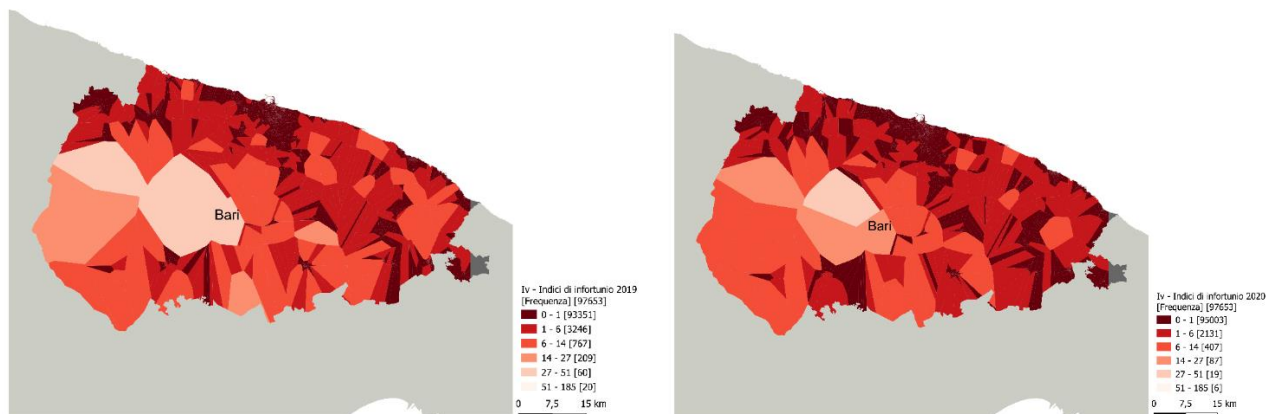 Bari
Iv - Indici di infortunio 2019
[Frequenza] [97653]
0 - 1 [93351]
1 - 6 [3246]
6 - 14 [767]
14 - 27 [209]
27 - 51 [60]
51 - 185 [20]
0 7,5 15 km
Bari
Iv - Indici di infortunio 2020
[Frequenza] [97653]
0 - 1 [95003]
1 - 6 [2131]
6 - 14 [407]
14 - 27 [87]
27 - 51 [19]
51 - 185 [6]
0 7,5 15 km